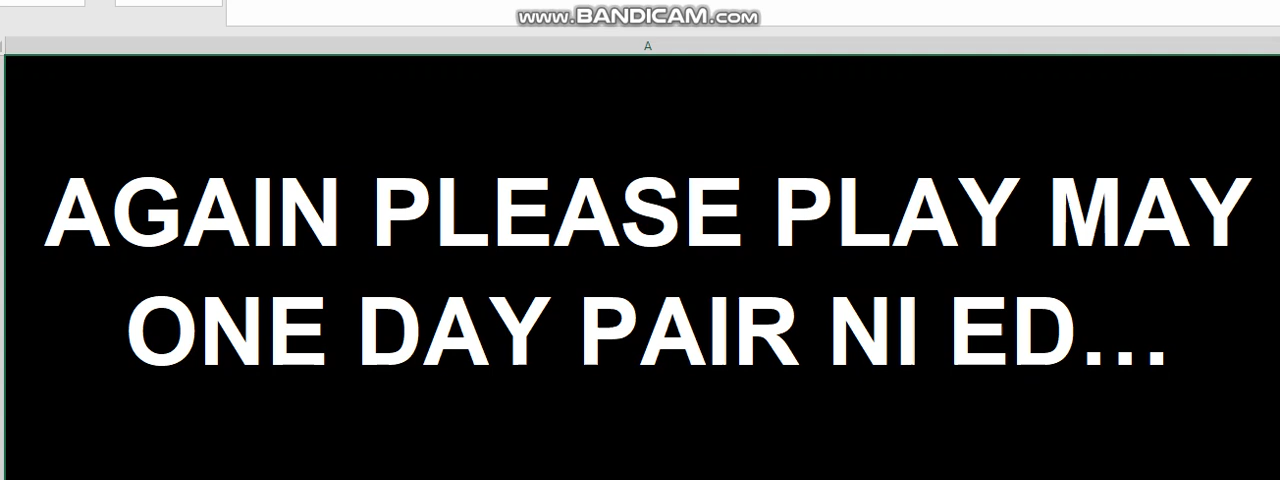 www.BANDICAM.com
A
AGAIN PLEASE PLAY MAY
ONE DAY PAIR NI ED...